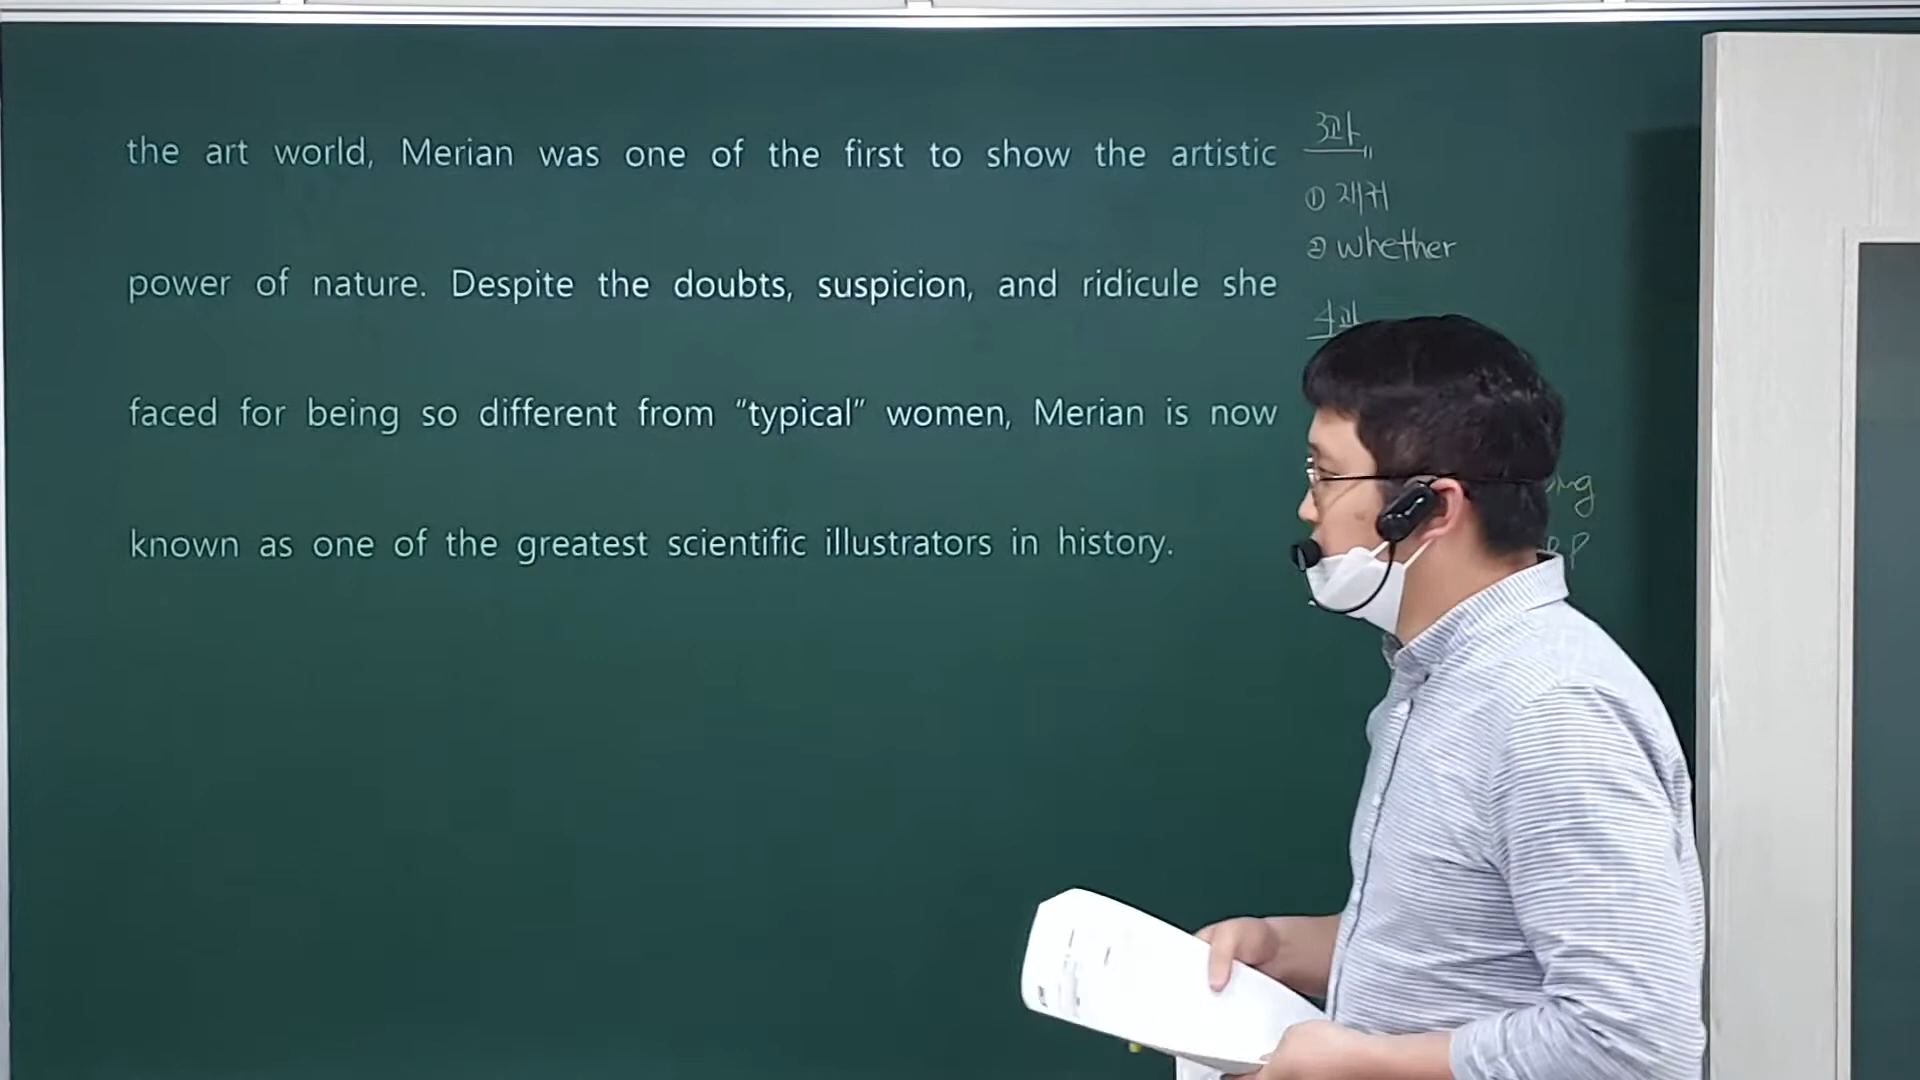 the art world, Merian was one of the first to show the artistic
power of nature. Despite the doubts, suspicion, and ridicule she
faced for being so different from “typical” women, Merian is now
known as one of the greatest scientific illustrators in history.
3과
① 재귀
② whether
4과